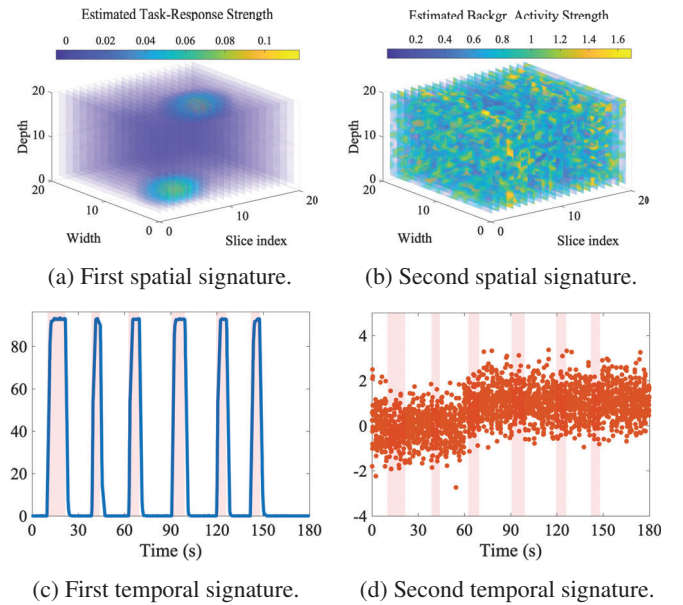 Estimated Task-Response Strength
0 0.02 0.04 0.06 0.08 0.1
20
10
0
20
10
0 0
10
20
Depth
Width
Slice index
(a) First spatial signature.
Estimated Backgr. Activity Strength
0.2 0.4 0.6 0.8 1 1.2 1.4 1.6
20
10
0
20
10
0 0
10
20
Depth
Width
Slice index
(b) Second spatial signature.
80
60
40
20
0
0 30 60 90 120 150 180
Time (s)
(c) First temporal signature.
4
2
0
-2
-4
0 30 60 90 120 150 180
Time (s)
(d) Second temporal signature.